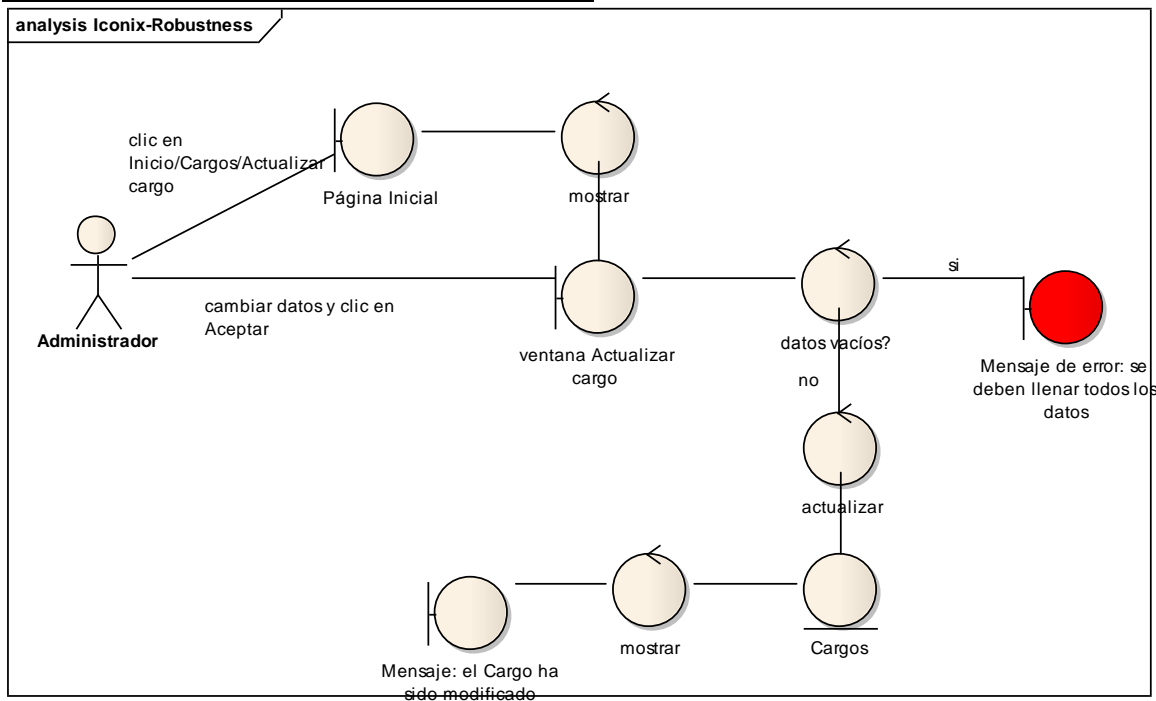 analysis Iconix-Robustness
clic en
Inicio/Cargos/Actualizar
cargo
Página Inicial
mostrar
Administrador
cambiar datos y clic en
Aceptar
ventana Actualizar
cargo
datos vacíos?
si
Mensaje de error: se
deben llenar todos los
datos
no
actualizar
Cargos
mostrar
Mensaje: el Cargo ha
sido modificado